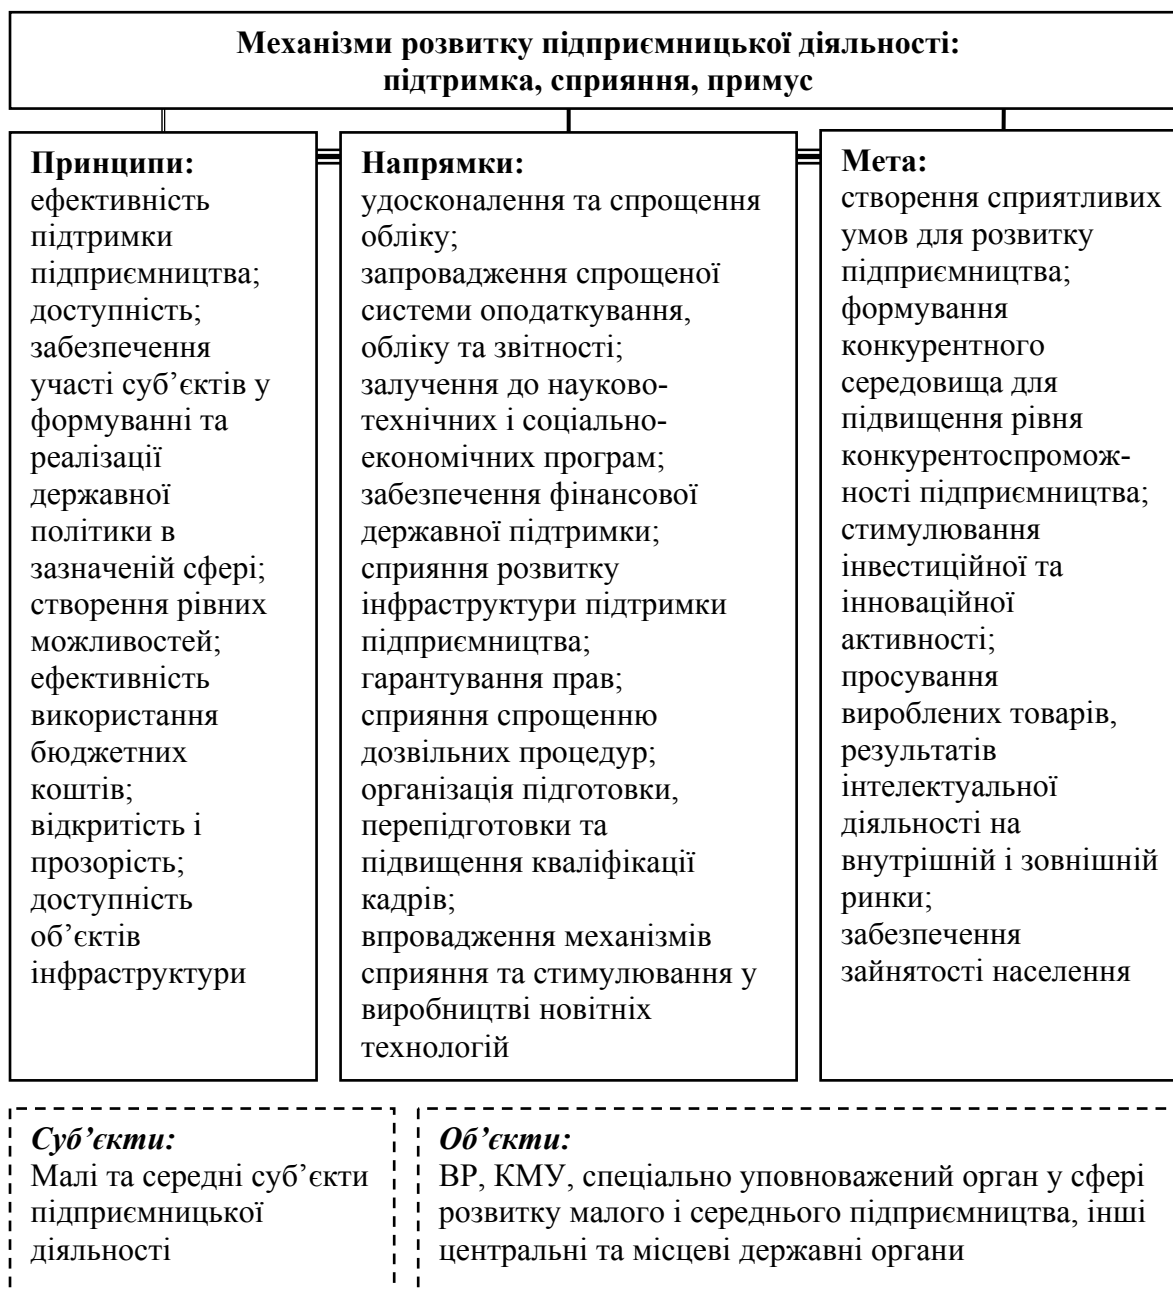 Механізми розвитку підприємницької діяльності:
підтримка, сприяння, примус
Принципи:
ефективність
підтримки
підприємництва;
доступність;
забезпечення
участі суб’єктів у
формуванні та
реалізації
державної
політики в
зазначеній сфері;
створення рівних
можливостей;
ефективність
використання
бюджетних
коштів;
відкритість і
прозорість;
доступність
об’єктів
інфраструктури
Напрямки:
удосконалення та спрощення
обліку;
запровадження спрощеної
системи оподаткування,
обліку та звітності;
залучення до науково-
технічних і соціально-
економічних програм;
забезпечення фінансової
державної підтримки;
сприяння розвитку
інфраструктури підтримки
підприємництва;
гарантування прав;
сприяння спрощенню
дозвільних процедур;
організація підготовки,
перепідготовки та
підвищення кваліфікації
кадрів;
впровадження механізмів
сприяння та стимулювання у
виробництві новітніх
технологій
Мета:
створення сприятливих
умов для розвитку
підприємництва;
формування
конкурентного
середовища для
підвищення рівня
конкурентоспромож-
ності підприємництва;
стимулювання
інвестиційної та
інноваційної
активності;
просування
вироблених товарів,
результатів
інтелектуальної
діяльності на
внутрішній і зовнішній
ринки;
забезпечення
зайнятості населення
Суб’єкти:
Малі та середні суб’єкти
підприємницької
діяльності
Об’єкти:
ВР, КМУ, спеціально уповноважений орган у сфері
розвитку малого і середнього підприємництва, інші
центральні та місцеві державні органи